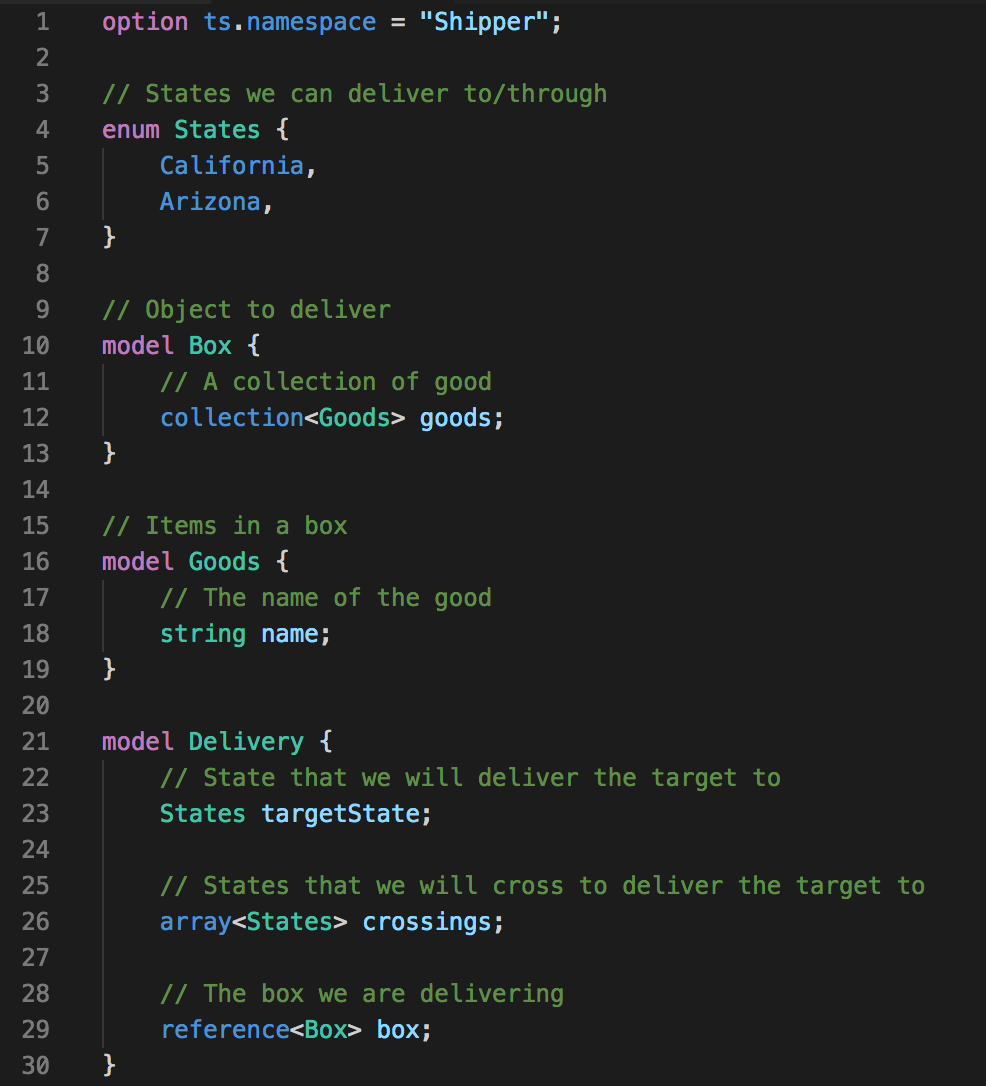 1 option ts.namespace = "Shipper";
2
3 // States we can deliver to/through
4 enum States {
5     California,
6     Arizona,
7 }
8
9 // Object to deliver
10 model Box {
11     // A collection of good
12     collection<Goods> goods;
13 }
14
15 // Items in a box
16 model Goods {
17     // The name of the good
18     string name;
19 }
20
21 model Delivery {
22     // State that we will deliver the target to
23     States targetState;
24
25     // States that we will cross to deliver the target to
26     array<States> crossings;
27
28     // The box we are delivering
29     reference<Box> box;
30 }